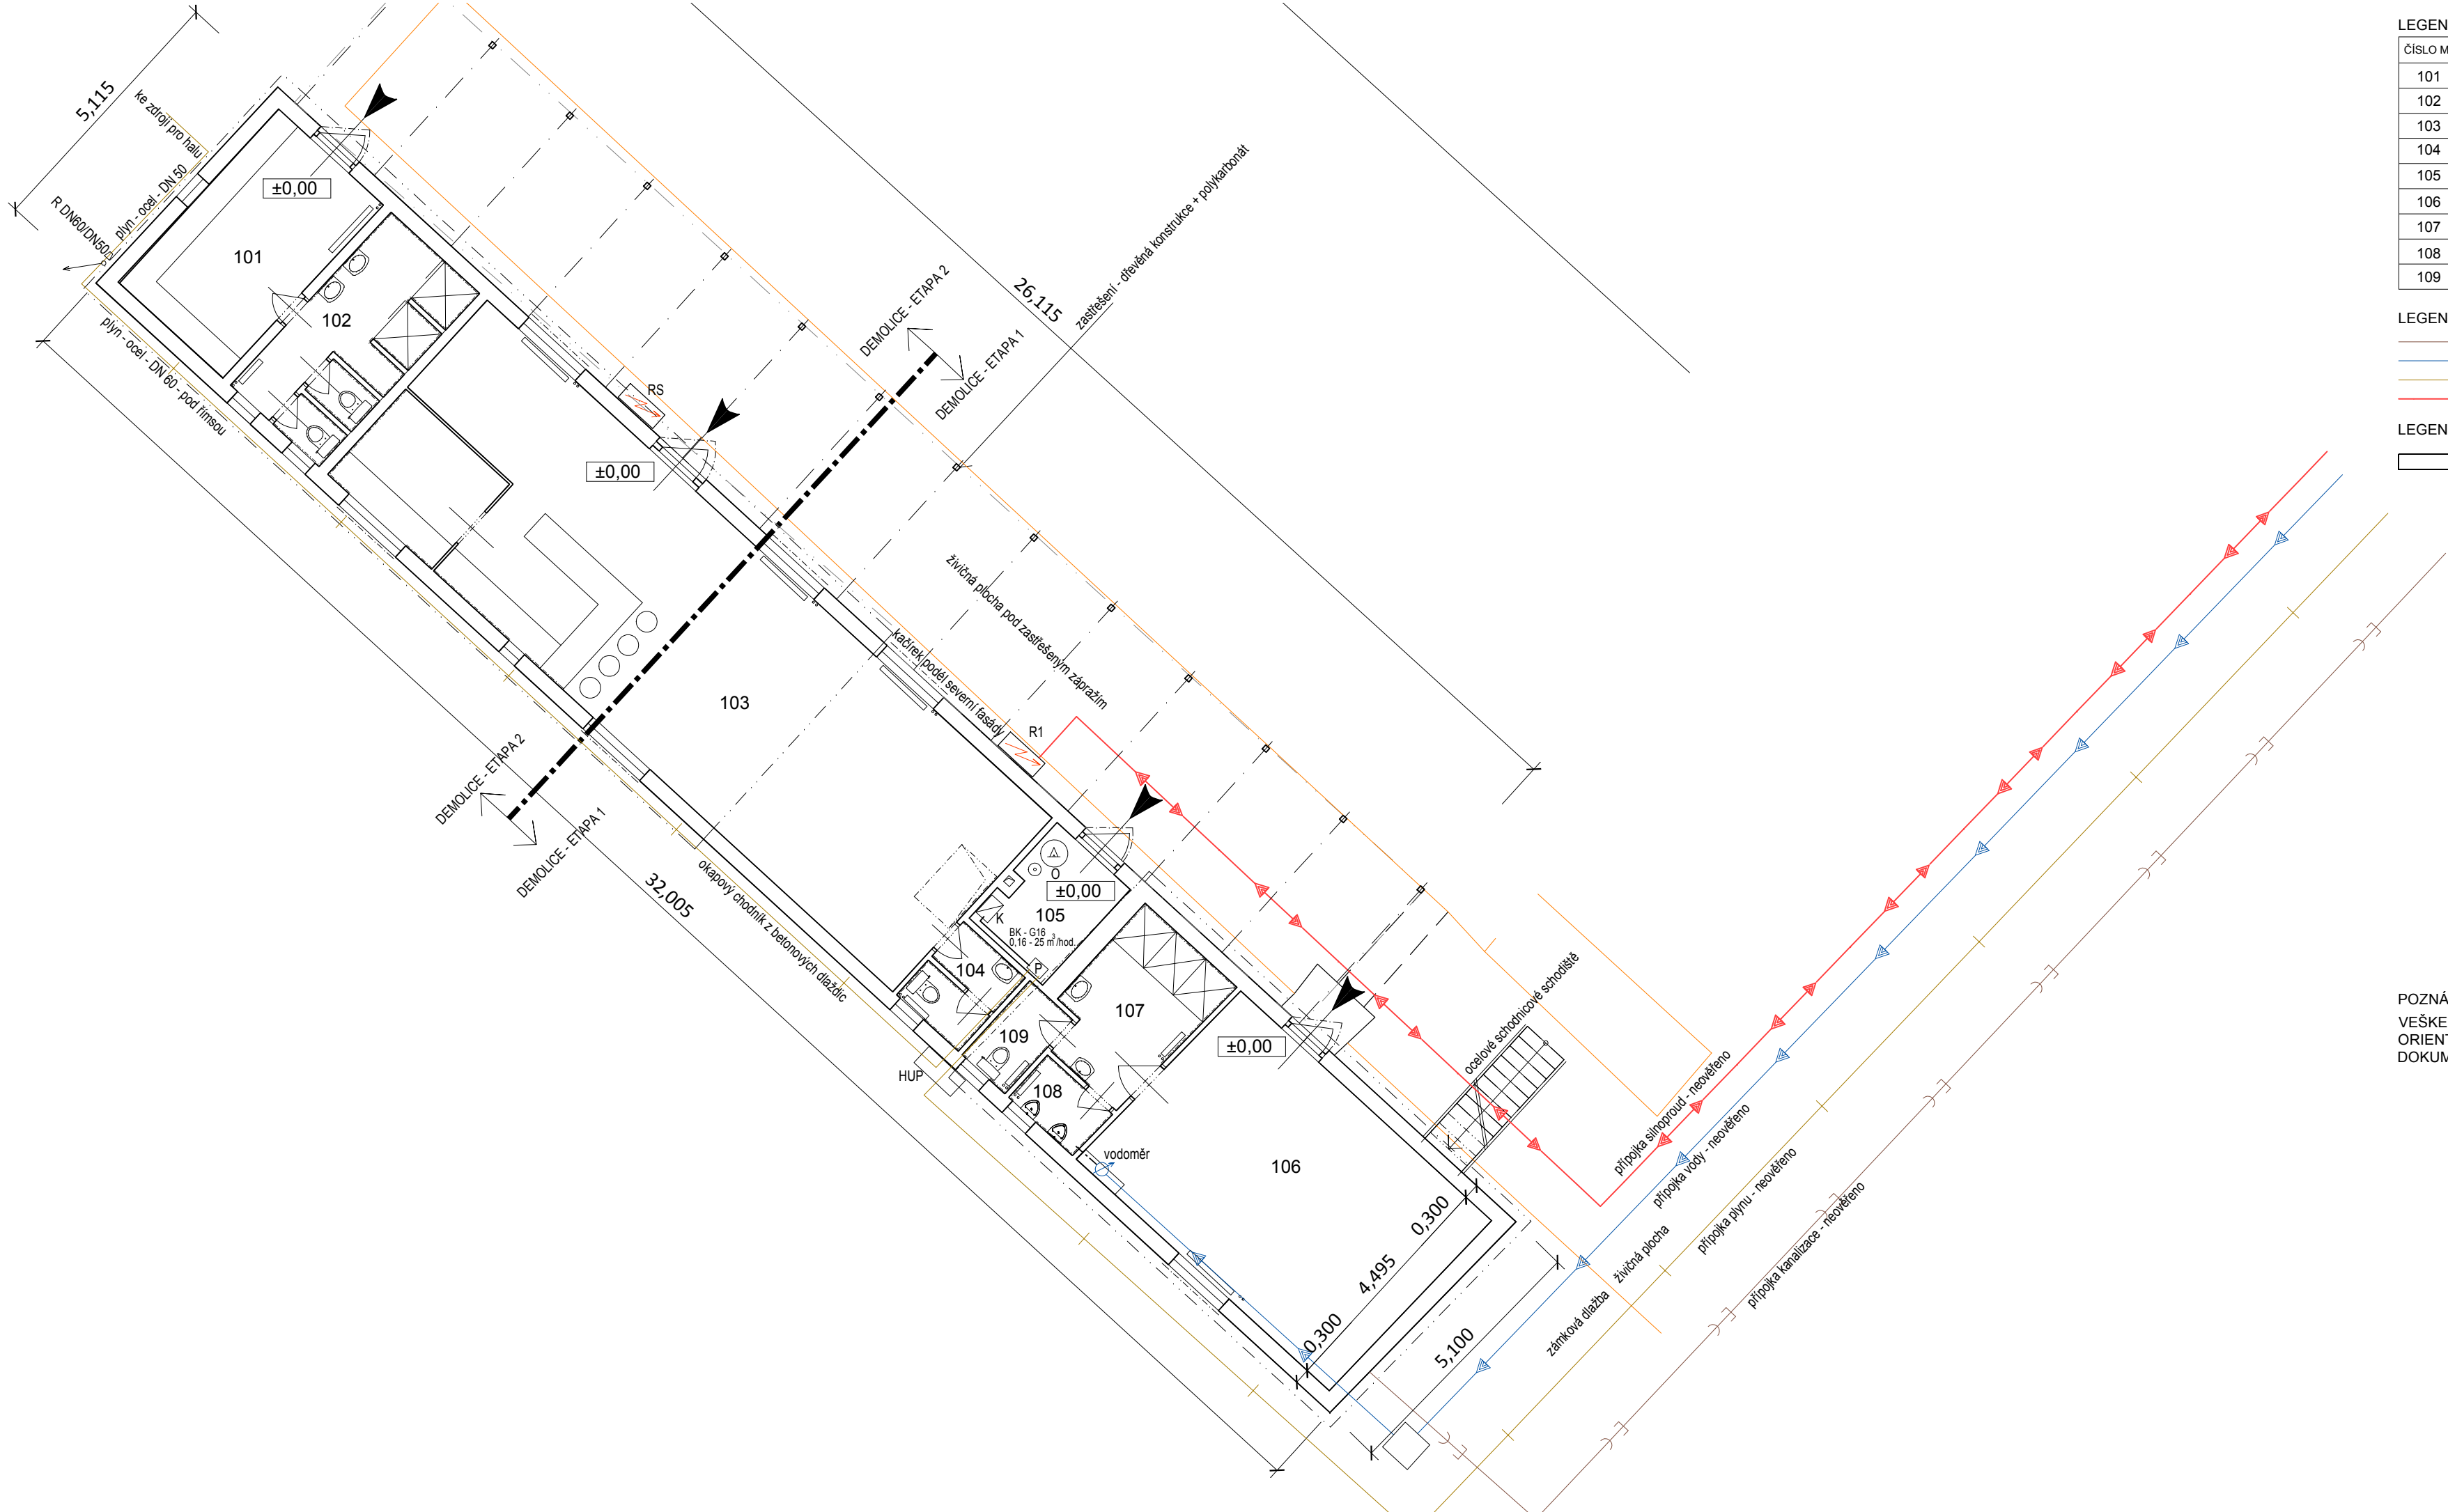 5,115
ke zdroji pro halu
plyn - ocel - DN 50
R DN60/DN50
±0,00
101
102
plyn - ocel - DN 60 - pod římsou
RS
±0,00
DEMOLICE - ETAPA 2
DEMOLICE - ETAPA 1
26,115
zastřešení - dřevěná konstrukce + polykarbonát
živičná plocha pod zastřešeným zápražím
kačírek podél severní fasády
103
R1
DEMOLICE - ETAPA 2
DEMOLICE - ETAPA 1
32,005
okapový chodník z betonových dlaždic
O
±0,00
K
105
BK - G16
0,16 - 25 m³/hod.
P
104
107
109
108
HUP
vodoměr
±0,00
106
ocelové schodnicové schodiště
přípojka silnoproud - neověřeno
přípojka vody - neověřeno
přípojka plynu - neověřeno
přípojka kanalizace - neověřeno
živičná plocha
zámková dlažba
0,300
4,495
0,300
5,100
LEGEN
ČÍSLO M
101
102
103
104
105
106
107
108
109
LEGEN
LEGEN
POZNÁ
VEŠKE
ORIENT
DOKUM